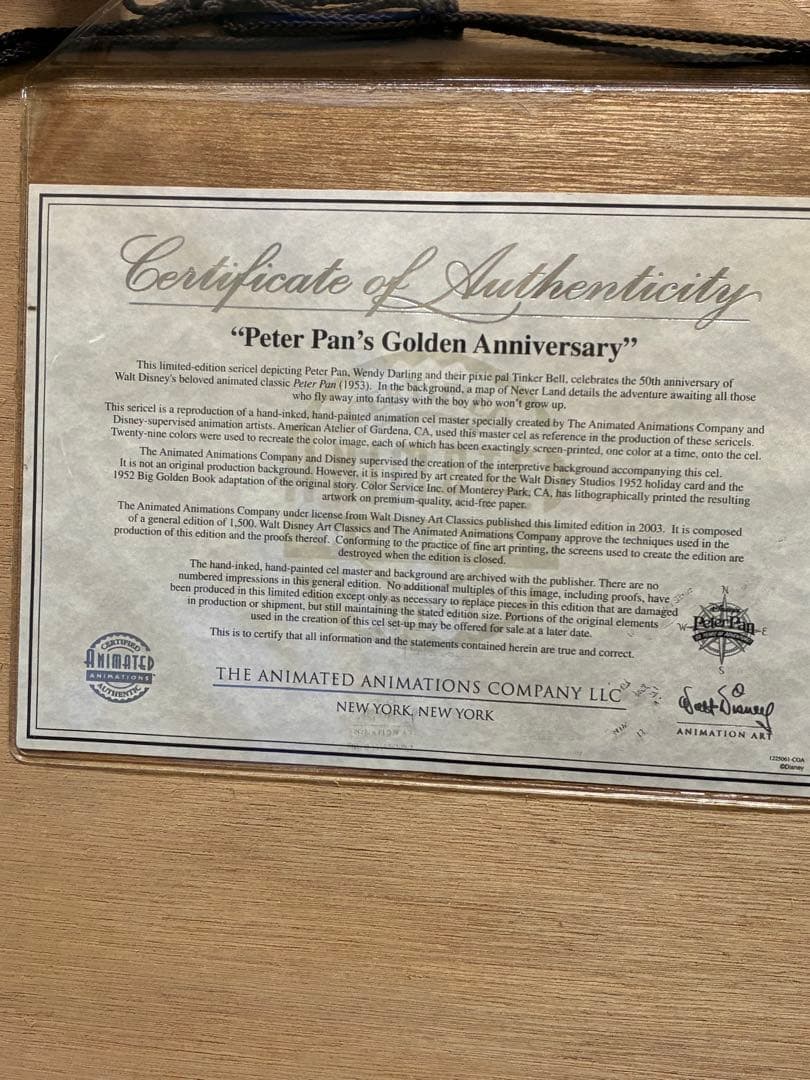 Certificate of Authenticity
“Peter Pan's Golden Anniversary”
This limited-edition sericel depicting Peter Pan, Wendy Darling and their pixie pal Tinker Bell, celebrates the 50th anniversary of
Walt Disney's beloved animated classic Peter Pan (1953). In the background, a map of Never Land details the adventure awaiting all those
who fly away into fantasy with the boy who won't grow up.
This sericel is a reproduction of a hand-inked, hand-painted animation cel master specially created by The Animated Animations Company and
Disney-supervised animation artists. American Atelier of Gardena, CA, used this master cel as reference in the production of these sericels.
Twenty-nine colors were used to recreate the color image, each of which has been exactingly screen-printed, one color at a time, onto the cel.
The Animated Animations Company and Disney supervised the creation of the interpretive background accompanying this cel.
It is not an original production background. However, it is inspired by art created for the Walt Disney Studios 1952 holiday card and the
1952 Big Golden Book adaptation of the original story. Color Service Inc. of Monterey Park, CA, has lithographically printed the resulting
artwork on premium-quality, acid-free paper.
The Animated Animations Company under license from Walt Disney Art Classics published this limited edition in 2003. It is composed
of a general edition of 1,500. Walt Disney Art Classics and The Animated Animations Company approve the techniques used in the
production of this edition and the proofs thereof. Conforming to the practice of fine art printing, the screens used to create the edition are
destroyed when the edition is closed.
The hand-inked, hand-painted cel master and background are archived with the publisher. There are no
numbered impressions in this general edition. No additional multiples of this image, including proofs, have
been produced in this limited edition except only as necessary to replace pieces in this edition that are damaged
in production or shipment, but still maintaining the stated edition size. Portions of the original elements
used in the creation of this cel set-up may be offered for sale at a later date.
This is to certify that all information and the statements contained herein are true and correct.
N
Disney's
W Peter Pan E
S
CERTIFIED
ANIMATED
ANIMATIONS
AUTHENTIC
THE ANIMATED ANIMATIONS COMPANY LLC
NEW YORK, NEW YORK
Walt Disney
ANIMATION ART
1225061-COA
©Disney